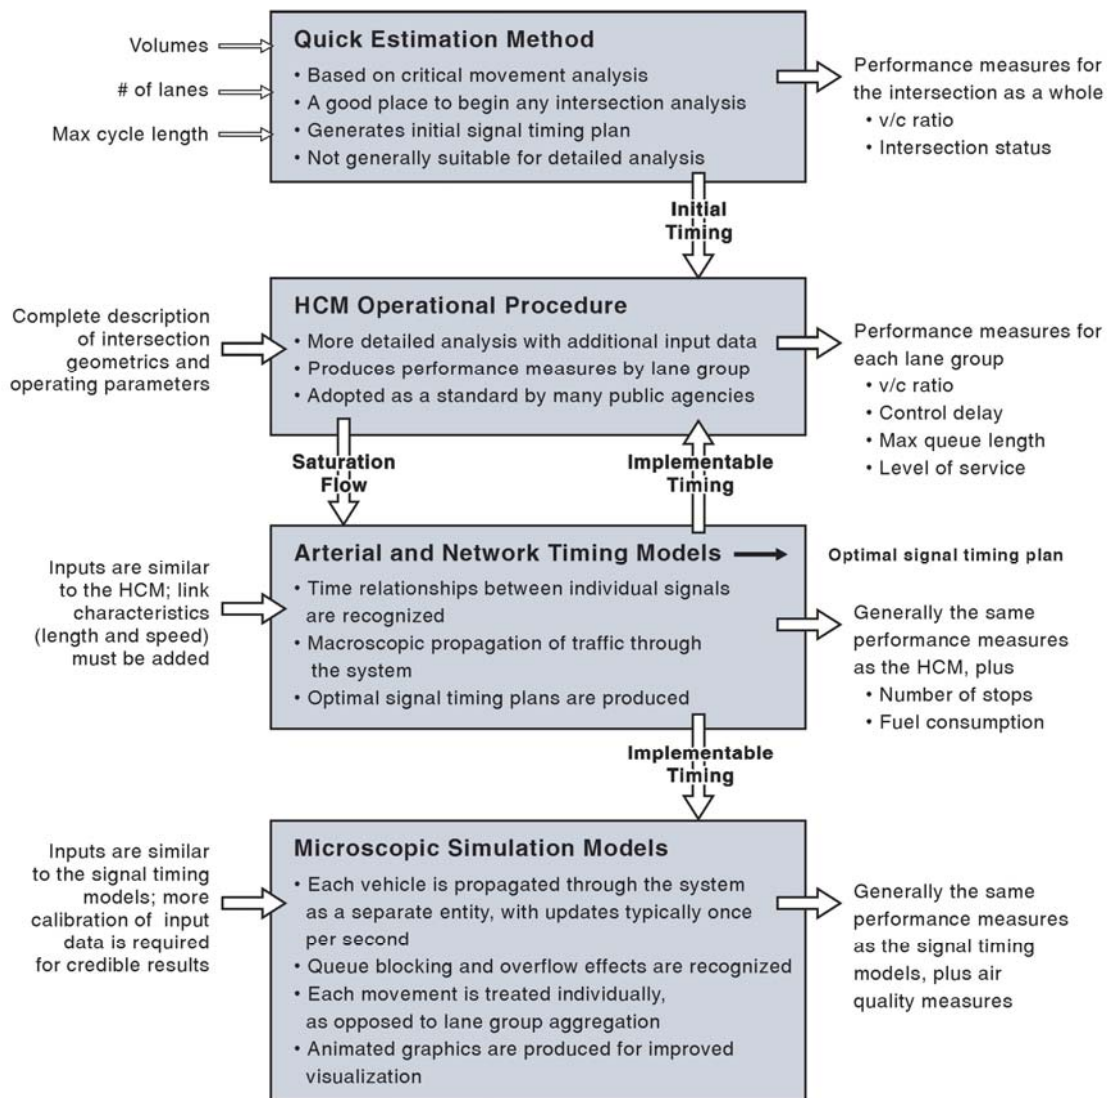 Volumes
# of lanes
Max cycle length
Quick Estimation Method
• Based on critical movement analysis
• A good place to begin any intersection analysis
• Generates initial signal timing plan
• Not generally suitable for detailed analysis
Performance measures for
the intersection as a whole
• v/c ratio
• Intersection status
Initial
Timing
Complete description
of intersection
geometrics and
operating parameters
HCM Operational Procedure
• More detailed analysis with additional input data
• Produces performance measures by lane group
• Adopted as a standard by many public agencies
Performance measures for
each lane group
• v/c ratio
• Control delay
• Max queue length
• Level of service
Saturation
Flow
Implementable
Timing
Inputs are similar
to the HCM; link
characteristics
(length and speed)
must be added
Arterial and Network Timing Models
• Time relationships between individual signals
are recognized
• Macroscopic propagation of traffic through
the system
• Optimal signal timing plans are produced
Optimal signal timing plan
Generally the same
performance measures
as the HCM, plus
• Number of stops
• Fuel consumption
Implementable
Timing
Inputs are similar
to the signal timing
models; more
calibration of input
data is required
for credible results
Microscopic Simulation Models
• Each vehicle is propagated through the system
as a separate entity, with updates typically once
per second
• Queue blocking and overflow effects are recognized
• Each movement is treated individually,
as opposed to lane group aggregation
• Animated graphics are produced for improved
visualization
Generally the same
performance measures
as the signal timing
models, plus air
quality measures